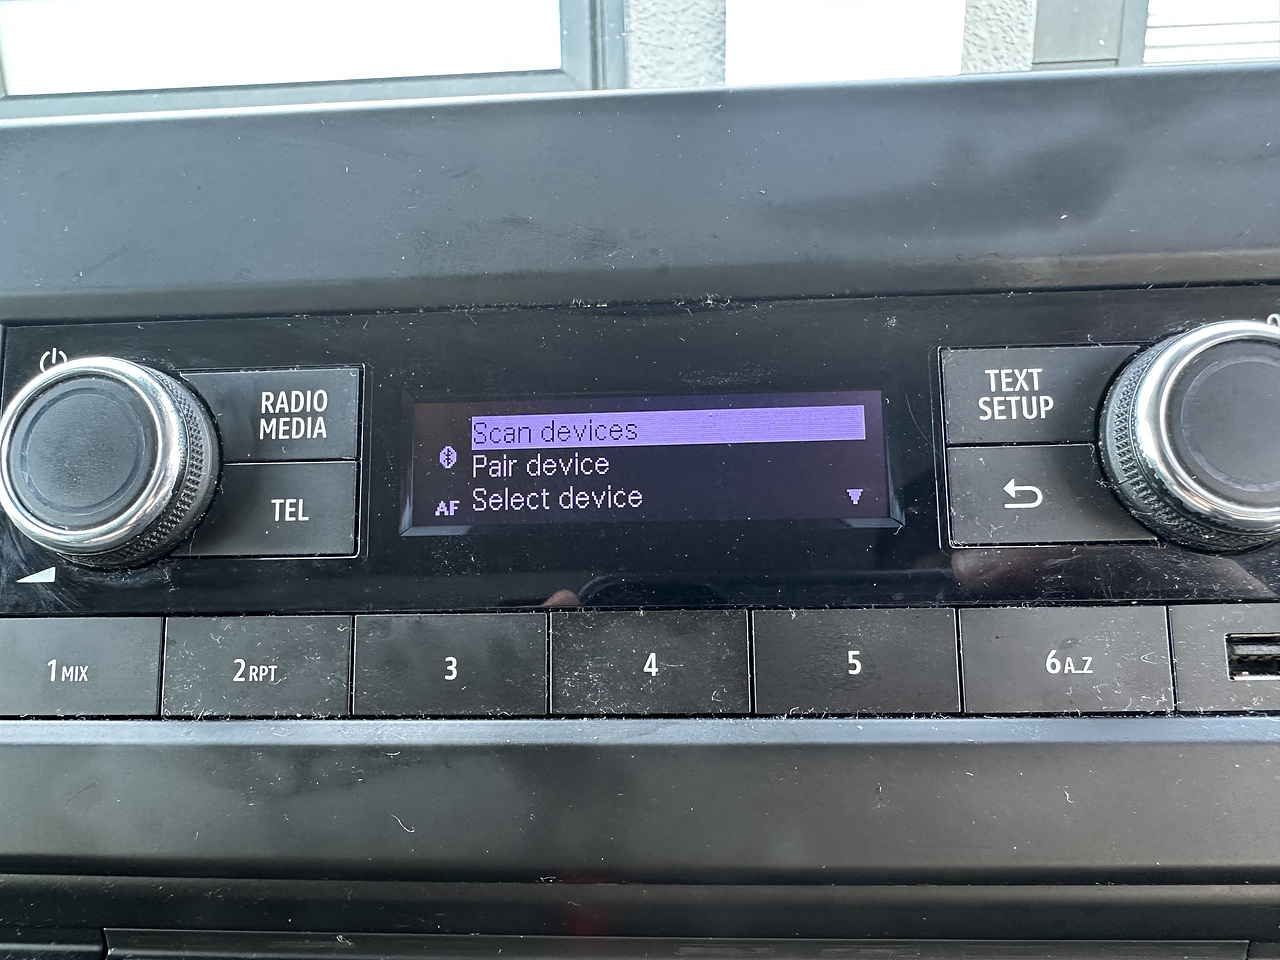 RADIO
MEDIA
TEL
Scan devices
Pair device
AF Select device
TEXT
SETUP
1 MIX
2 RPT
3
4
5
6 A_Z